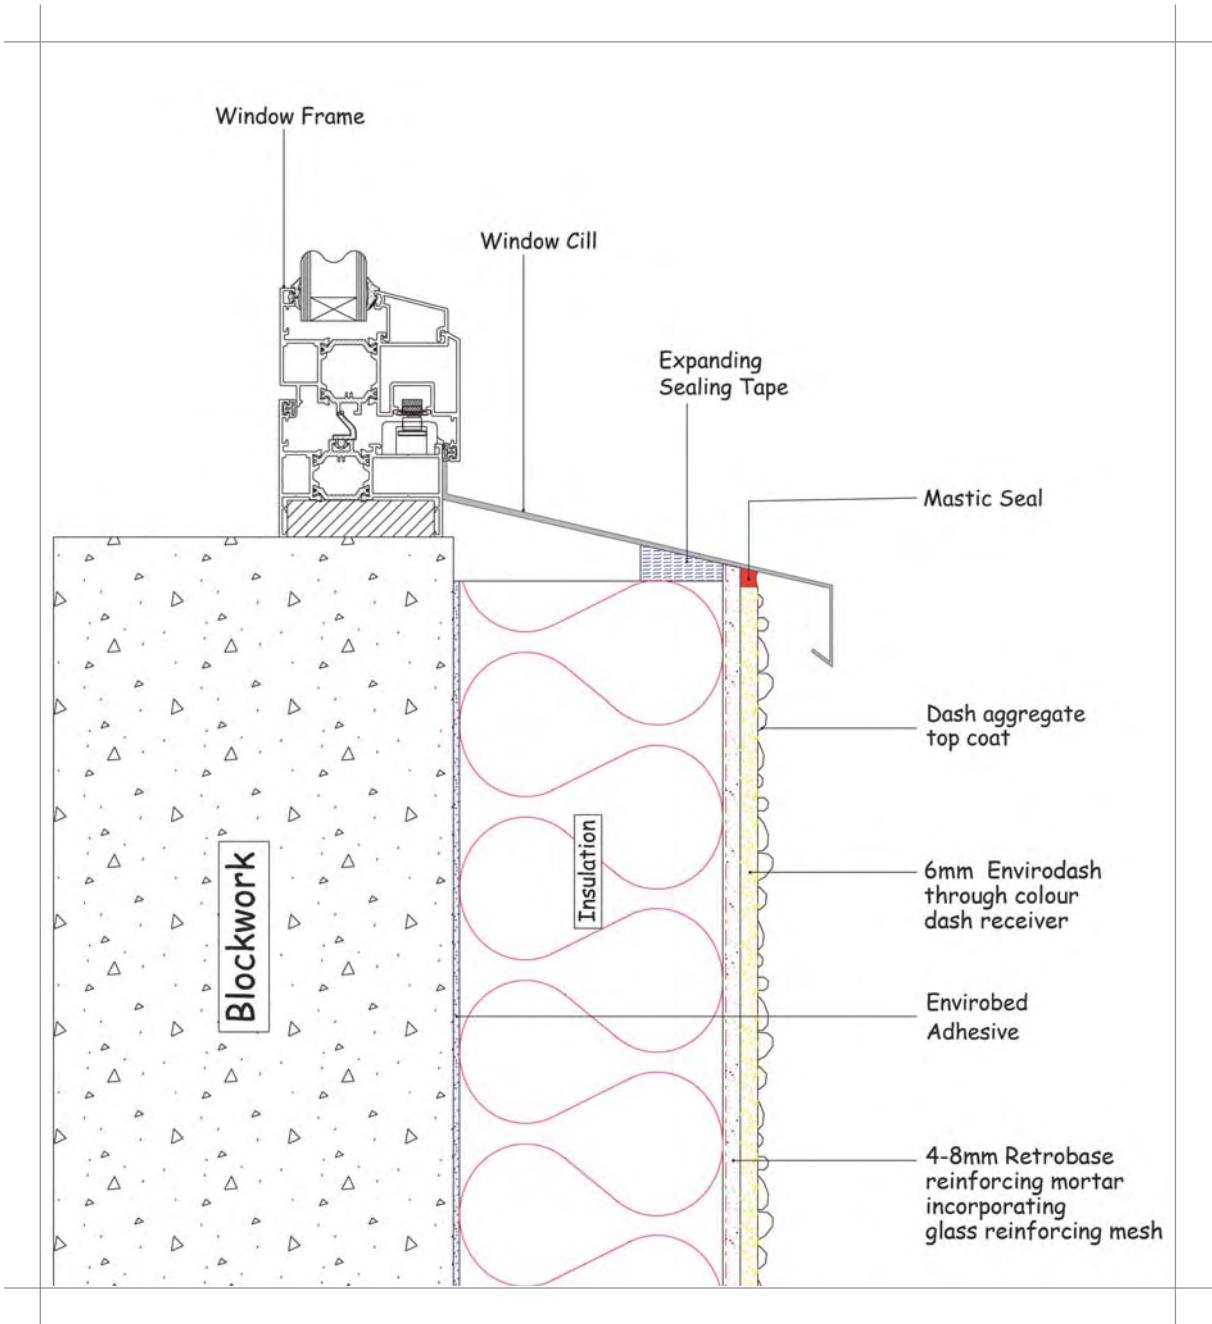 Window Frame
Window Cill
Expanding
Sealing Tape
Mastic Seal
Dash aggregate
top coat
Insulation
Blockwork
6mm Envirodash
through colour
dash receiver
Envirobed
Adhesive
4-8mm Retrobase
reinforcing mortar
incorporating
glass reinforcing mesh